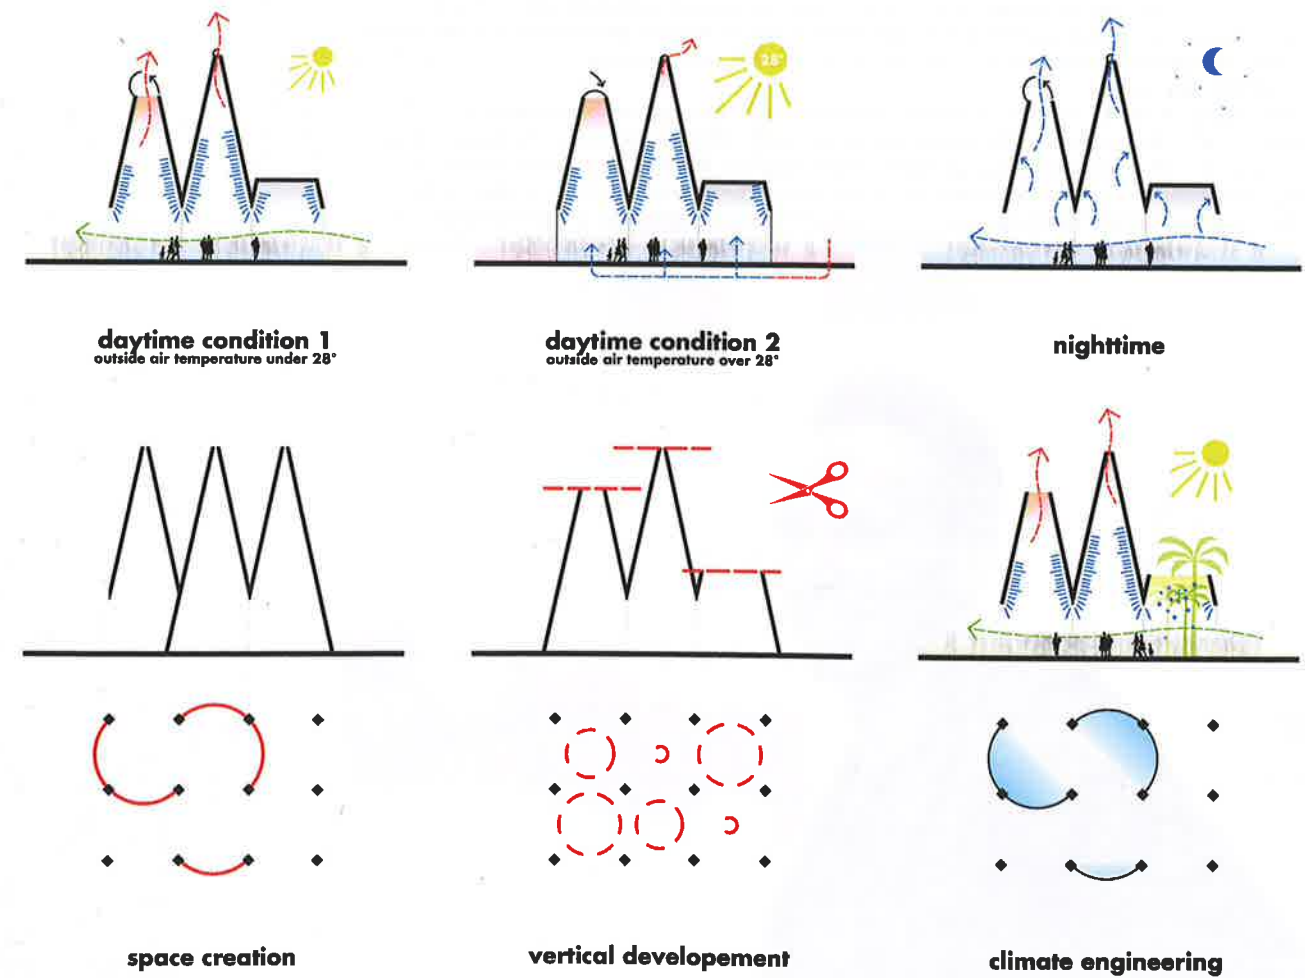 28°
daytime condition 1
outside air temperature under 28°
daytime condition 2
outside air temperature over 28°
nighttime
space creation
vertical developement
climate engineering